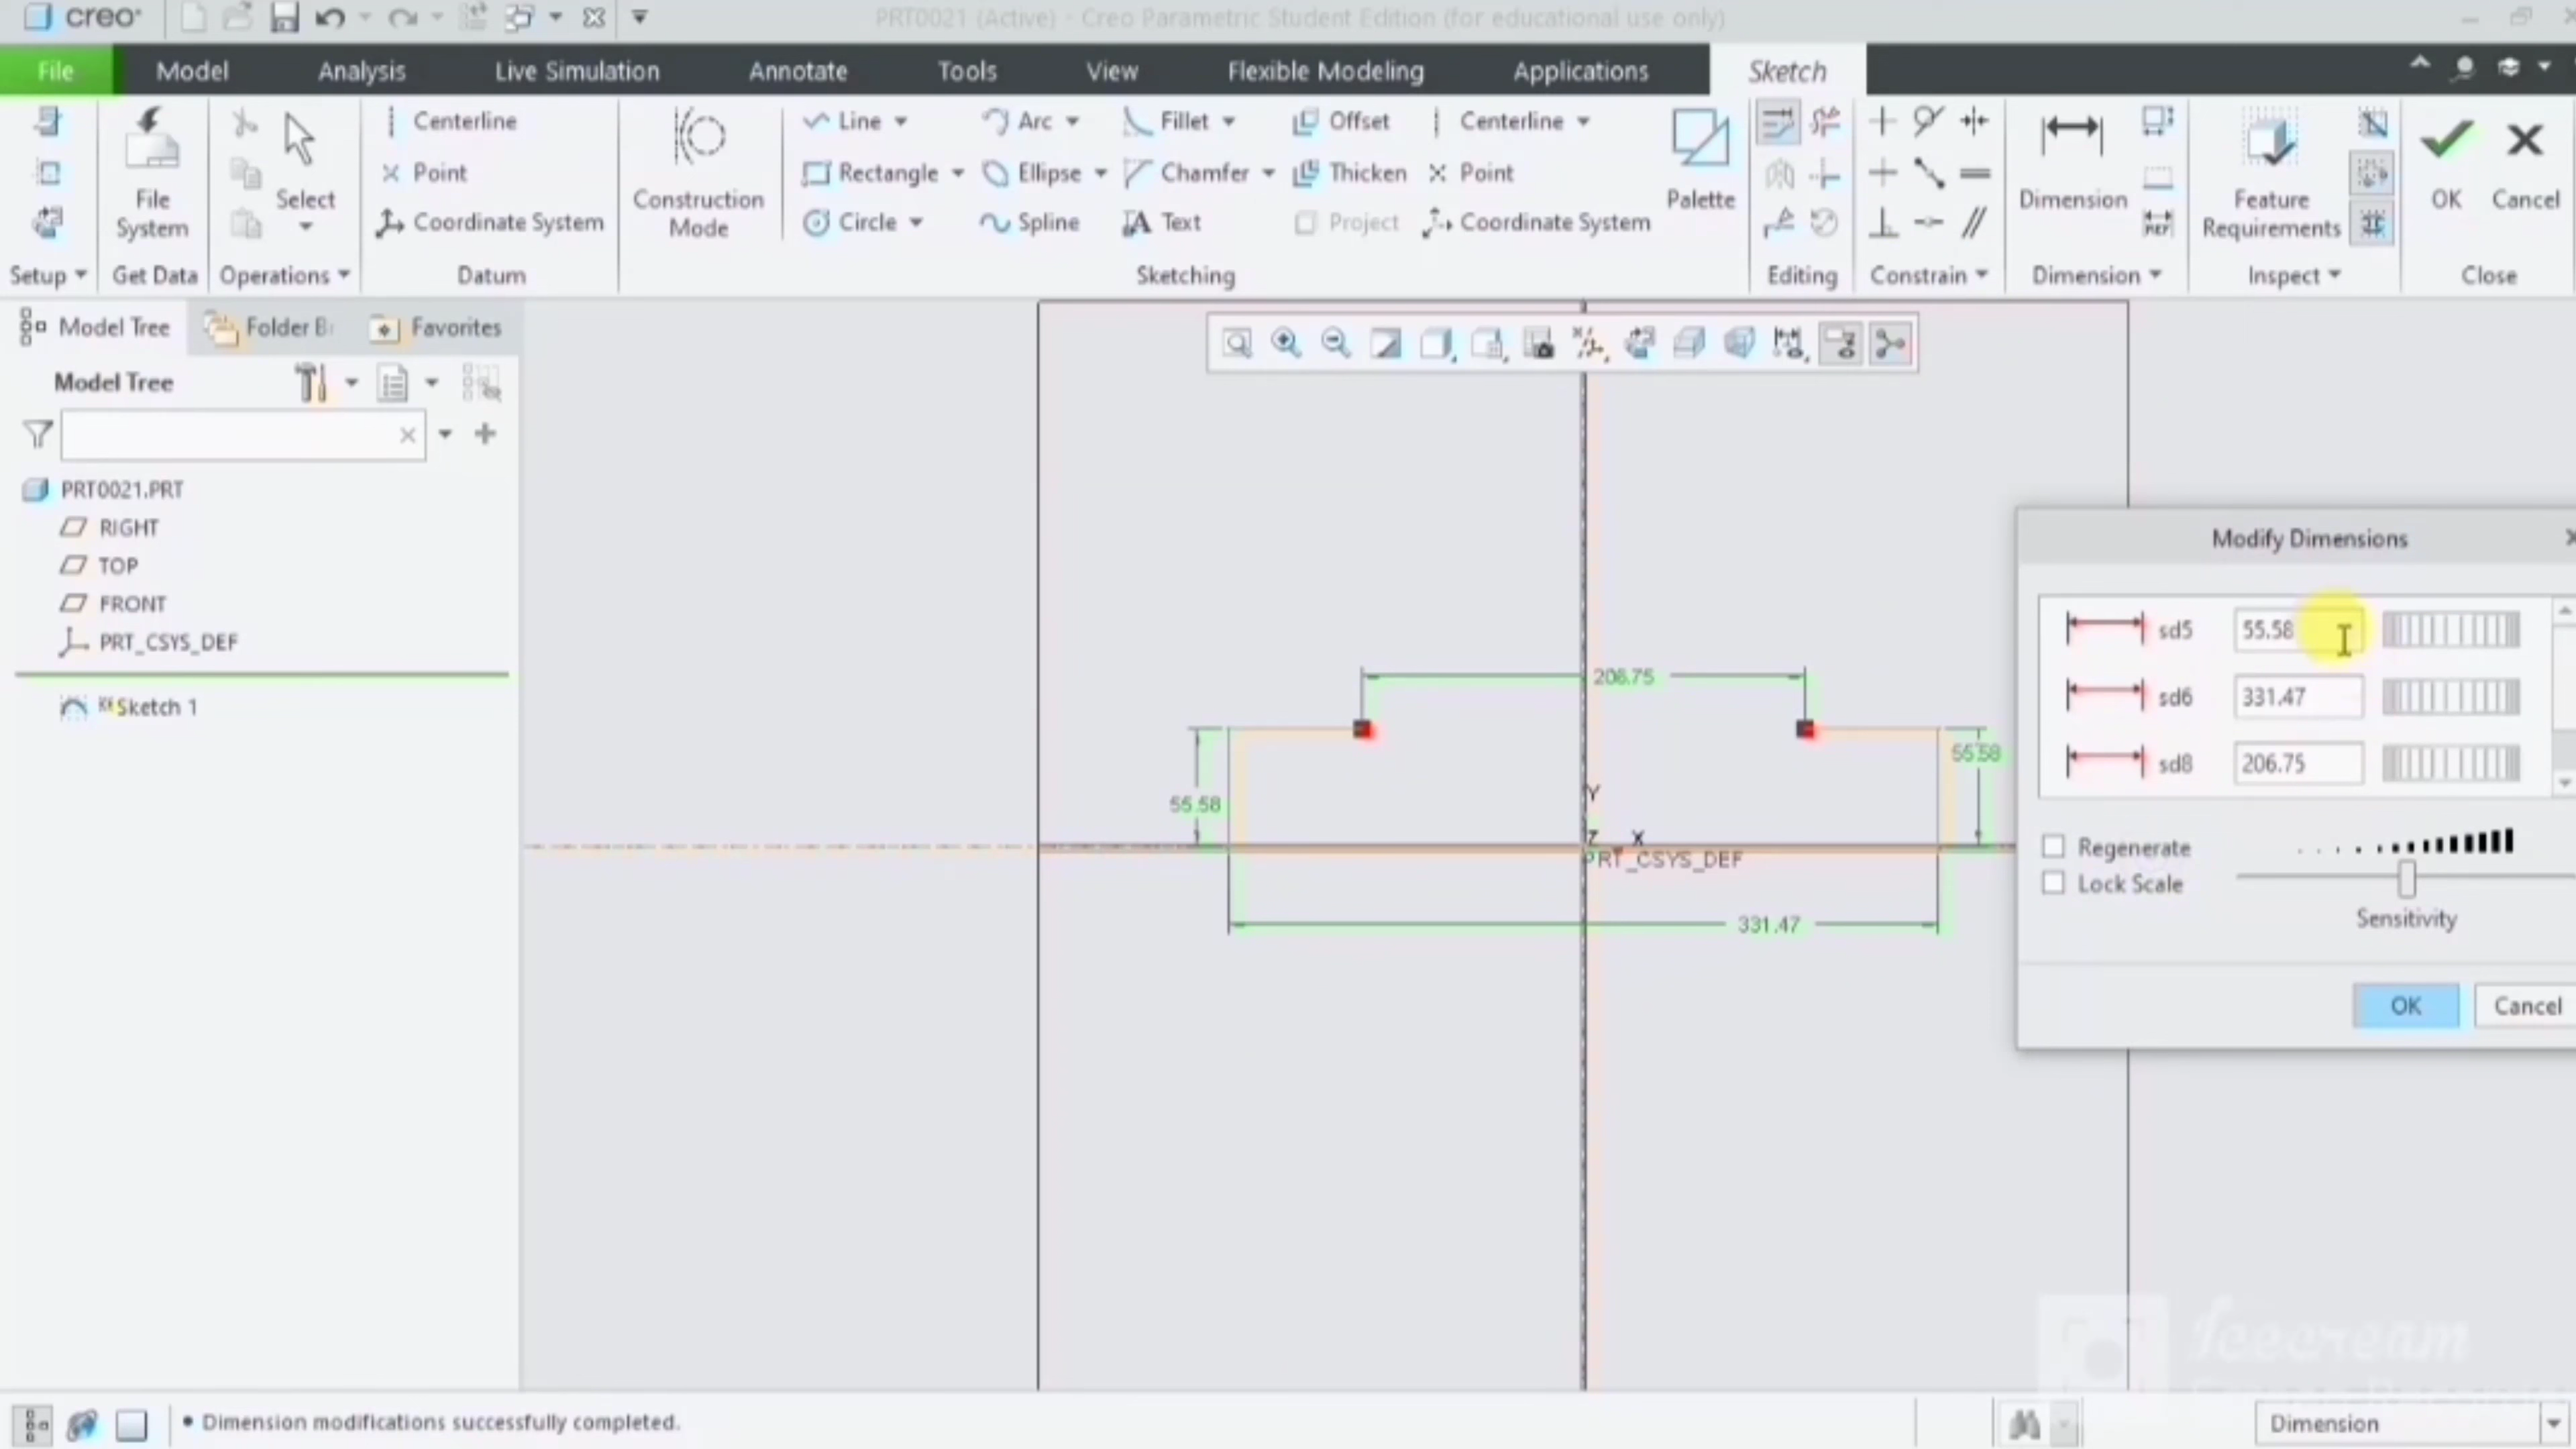 creo
PRT0021 (Active) - Creo Parametric Student Edition (for educational use only)
File Model Analysis Live Simulation Annotate Tools View Flexible Modeling Applications Sketch
File System
Select
Centerline
Point
Coordinate System
Construction Mode
Line Arc Fillet Offset Centerline
Rectangle Ellipse Chamfer Thicken Point
Circle Spline Text Project Coordinate System
Palette
Dimension
REF
Feature Requirements
OK Cancel
Setup Get Data Operations Datum Sketching Editing Constrain Dimension Inspect Close
Model Tree Folder B Favorites
Model Tree
PRT0021.PRT
RIGHT
TOP
FRONT
PRT_CSYS_DEF
Sketch 1
206.75
55.58
55.58
Y
Z X
PRT_CSYS_DEF
331.47
Modify Dimensions
sd5 55.58
sd6 331.47
sd8 206.75
Regenerate
Lock Scale
Sensitivity
OK Cancel
Icecream
• Dimension modifications successfully completed.
Dimension